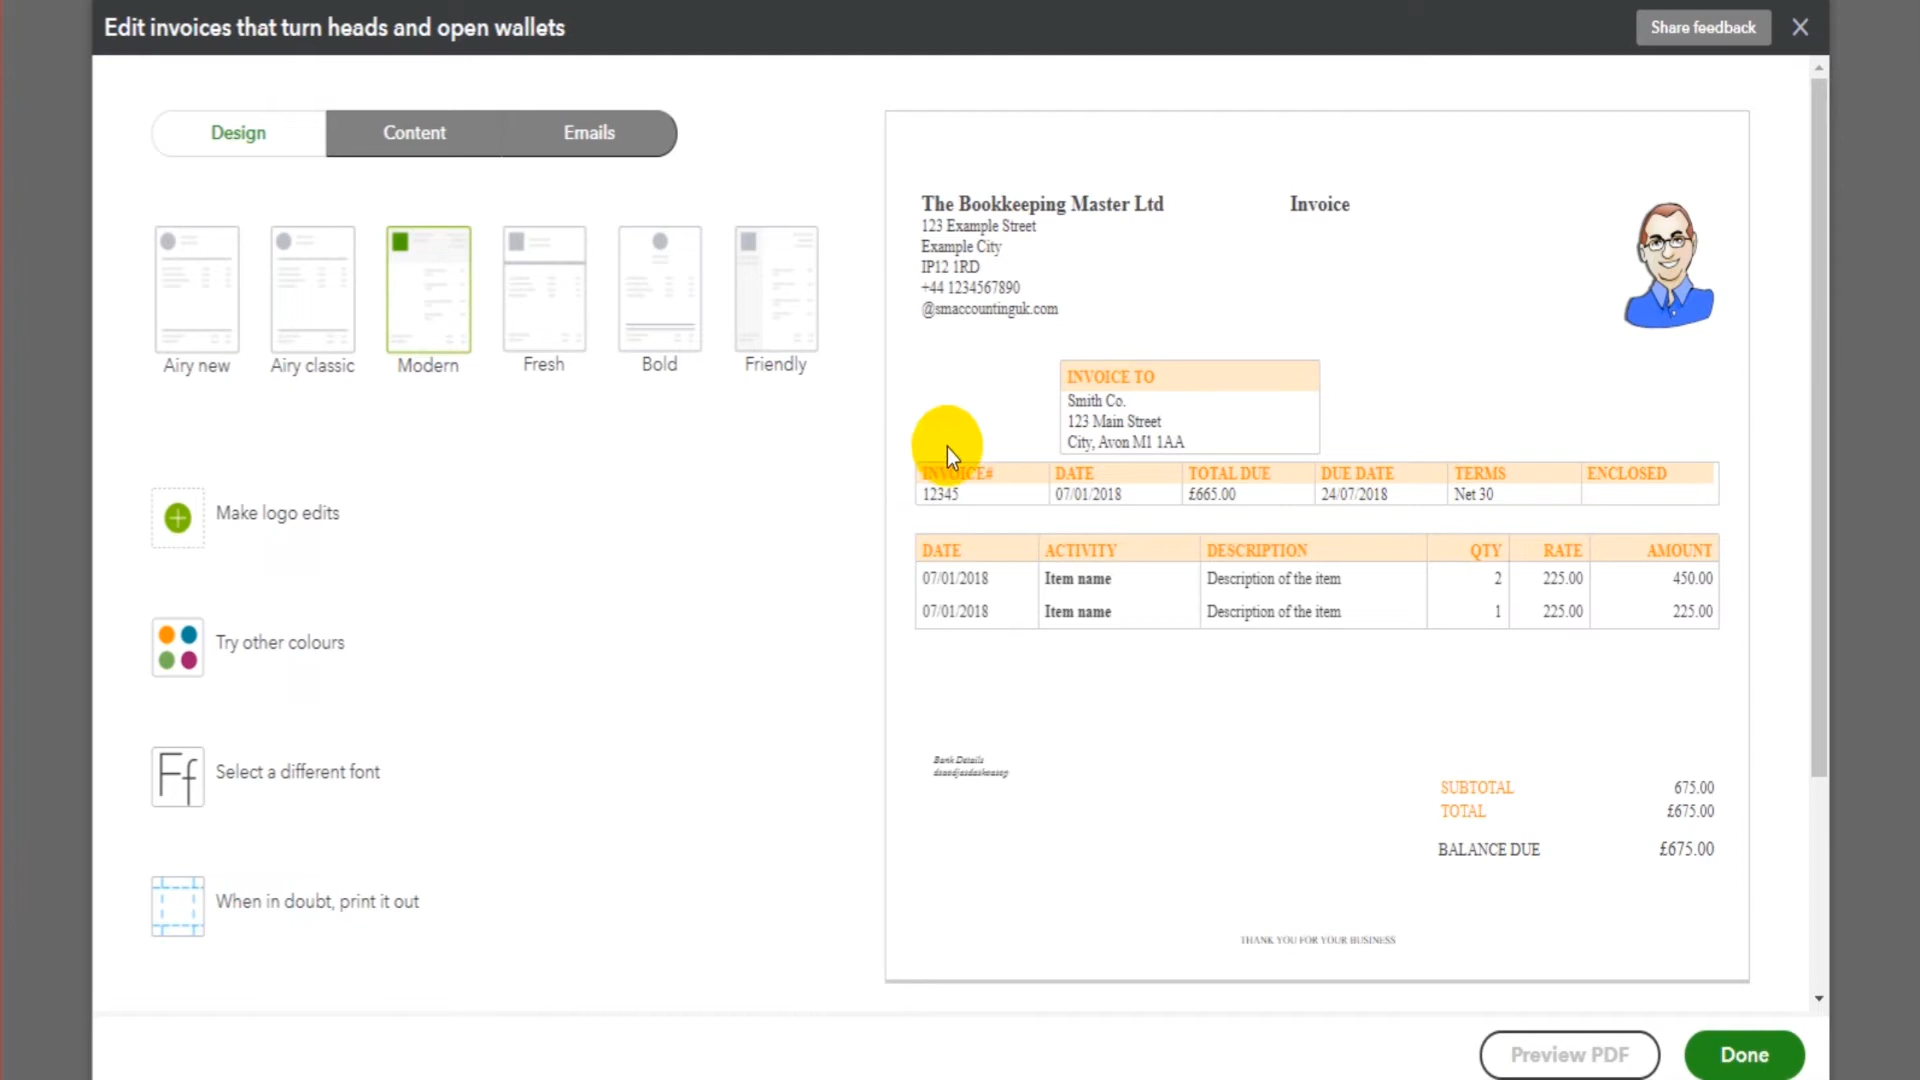 Edit invoices that turn heads and open wallets
Share feedback
Design Content Emails
Airy new Airy classic Modern Fresh Bold Friendly
Make logo edits
Try other colours
Ff Select a different font
When in doubt, print it out
The Bookkeeping Master Ltd Invoice
123 Example Street
Example City
IP12 1RD
+44 1234567890
@smaccountinguk.com
INVOICE TO
Smith Co.
123 Main Street
City, Avon M1 1AA
INVOICE# DATE TOTAL DUE DUE DATE TERMS ENCLOSED
12345 07/01/2018 £665.00 24/07/2018 Net 30
DATE ACTIVITY DESCRIPTION QTY RATE AMOUNT
07/01/2018 Item name Description of the item 2 225.00 450.00
07/01/2018 Item name Description of the item 1 225.00 225.00
Bank Details
SUBTOTAL 675.00
TOTAL £675.00
BALANCE DUE £675.00
THANK YOU FOR YOUR BUSINESS
Preview PDF Done